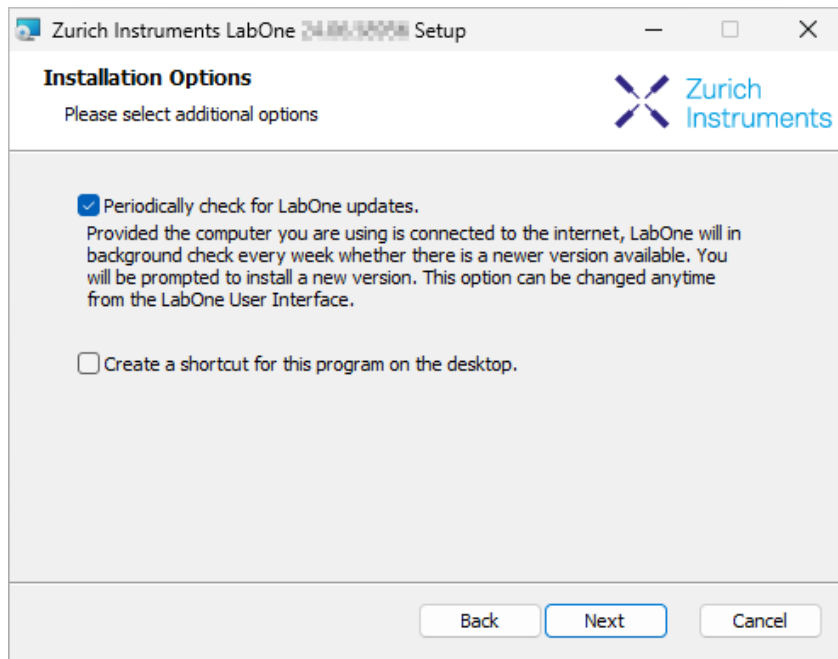 Zurich Instruments LabOne Setup
Installation Options
Please select additional options
Zurich
Instruments
Periodically check for LabOne updates.
Provided the computer you are using is connected to the internet, LabOne will in
background check every week whether there is a newer version available. You
will be prompted to install a new version. This option can be changed anytime
from the LabOne User Interface.
Create a shortcut for this program on the desktop.
Back
Next
Cancel